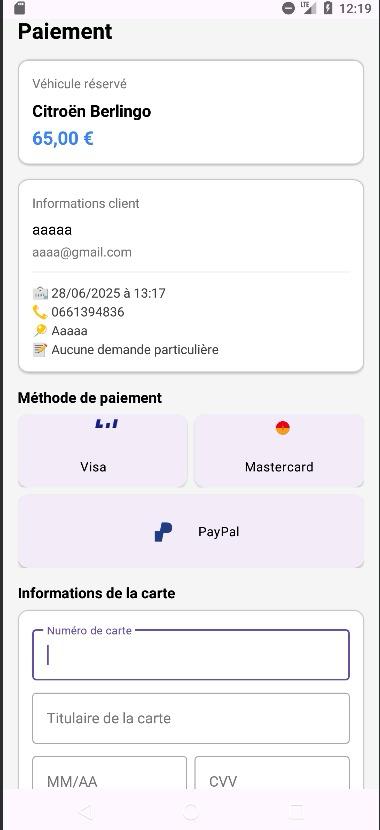 LTE 12:19
Paiement
Véhicule réservé
Citroën Berlingo
65,00 €
Informations client
aaaaa
aaaa@gmail.com
28/06/2025 à 13:17
0661394836
Aaaaa
Aucune demande particulière
Méthode de paiement
Visa
Mastercard
PayPal
Informations de la carte
Numéro de carte
Titulaire de la carte
MM/AA
CVV